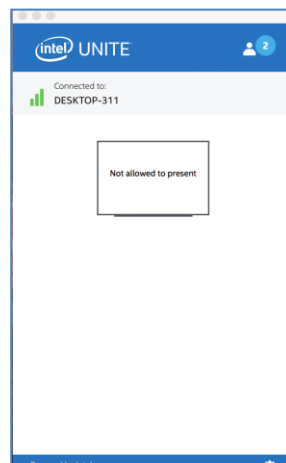 intel UNITE
2
Connected to:
DESKTOP-311
Not allowed to present